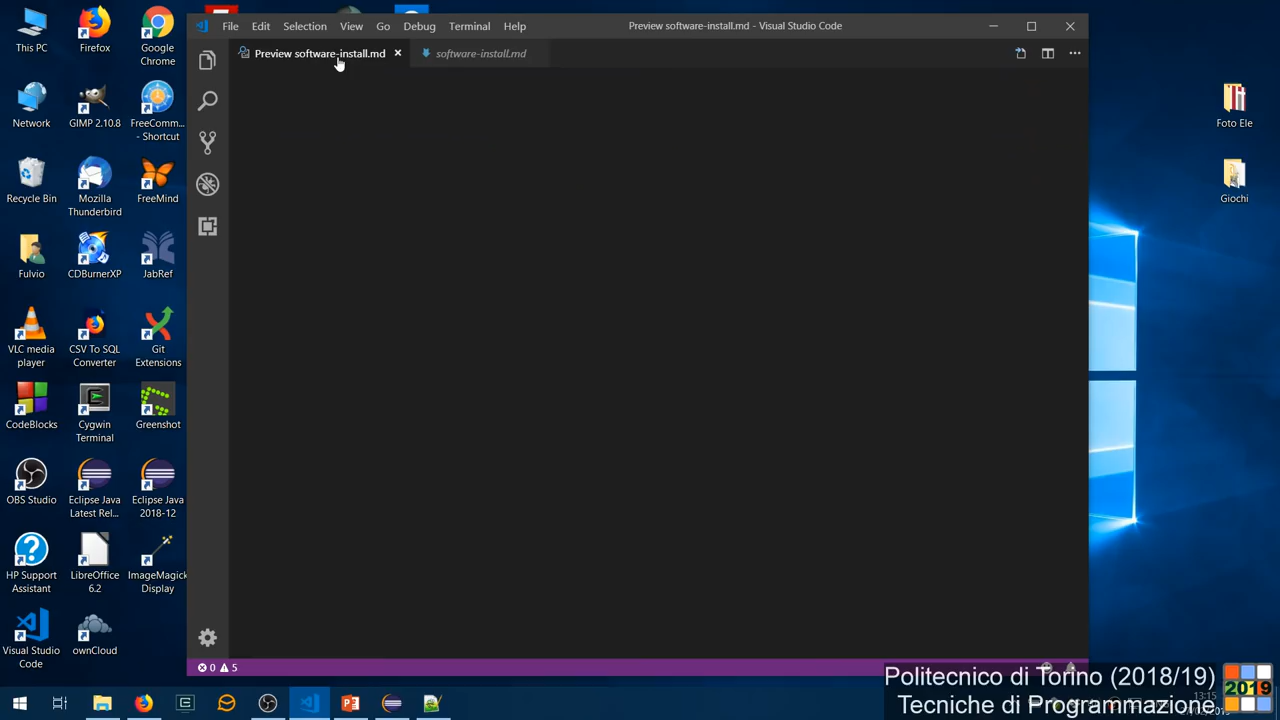 File Edit Selection View Go Debug Terminal Help
Preview software-install.md - Visual Studio Code
Preview software-install.md
software-install.md
This PC
Firefox
Google
Chrome
Network
GIMP 2.10.8
FreeComm...
- Shortcut
Recycle Bin
Mozilla
Thunderbird
FreeMind
Fulvio
CDBurnerXP
JabRef
VLC media
player
CSV To SQL
Converter
Git
Extensions
CodeBlocks
Cygwin
Terminal
Greenshot
OBS Studio
Eclipse Java
Latest Rel...
Eclipse Java
2018-12
HP Support
Assistant
LibreOffice
6.2
ImageMagick
Display
Visual Studio
Code
ownCloud
Foto Ele
Giochi
0 5
Politecnico di Torino (2018/19)
Tecniche di Programmazione
2019
13:15